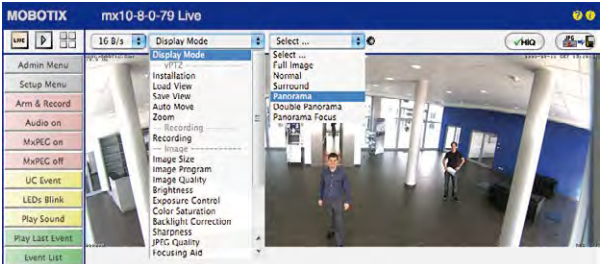 MOBOTIX mx10-8-0-79 Live
LIVE
16 B/s
Display Mode
Select ...
HiQ
JPG
Admin Menu
Setup Menu
Arm & Record
Audio on
MxPEG on
MxPEG off
UC Event
LEDs Blink
Play Sound
Play Last Event
Event List
Display Mode
vPTZ
Installation
Load View
Save View
Auto Move
Zoom
Recording
Recording
Image
Image Size
Image Program
Image Quality
Brightness
Exposure Control
Color Saturation
Backlight Correction
Sharpness
JPEG Quality
Focusing Aid
Select ...
Full Image
Normal
Surround
Panorama
Double Panorama
Panorama Focus